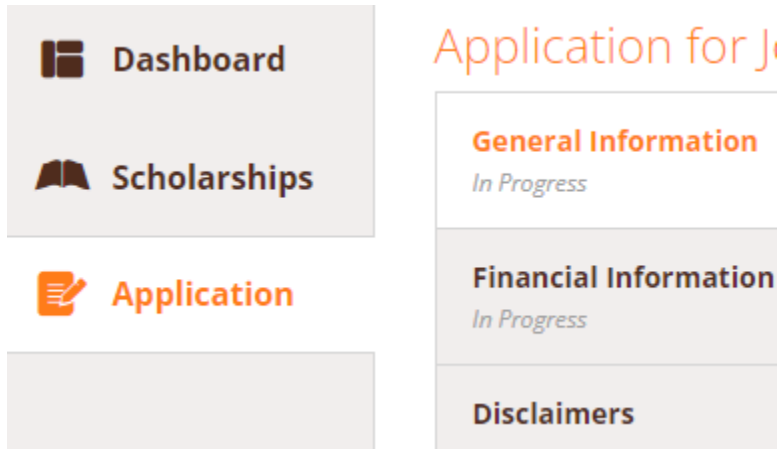 Dashboard
Scholarships
Application
Application for
General Information
In Progress
Financial Information
In Progress
Disclaimers